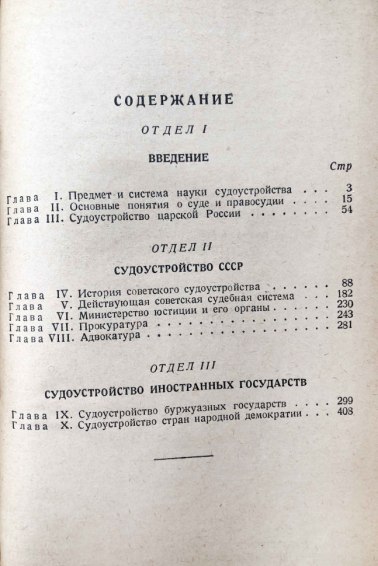 СОДЕРЖАНИЕ
ОТДЕЛ I
ВВЕДЕНИЕ
Стр
Глава I. Предмет и система науки судоустройства . . . 3
Глава II. Основные понятия о суде и правосудии . . 15
Глава III. Судоустройство царской России . . . . . . 54
ОТДЕЛ II
СУДОУСТРОЙСТВО СССР
Глава IV. История советского судоустройства . . . . . 88
Глава V. Действующая советская судебная система . . . 182
Глава VI. Министерство юстиции и его органы . . . . 230
Глава VII. Прокуратура . . . . . . . . . . . 243
Глава VIII. Адвокатура . . . . . . . . . . . 281
ОТДЕЛ III
СУДОУСТРОЙСТВО ИНОСТРАННЫХ ГОСУДАРСТВ
Глава IX. Судоустройство буржуазных государств . . . . 299
Глава X. Судоустройство стран народной демократии . . . 408